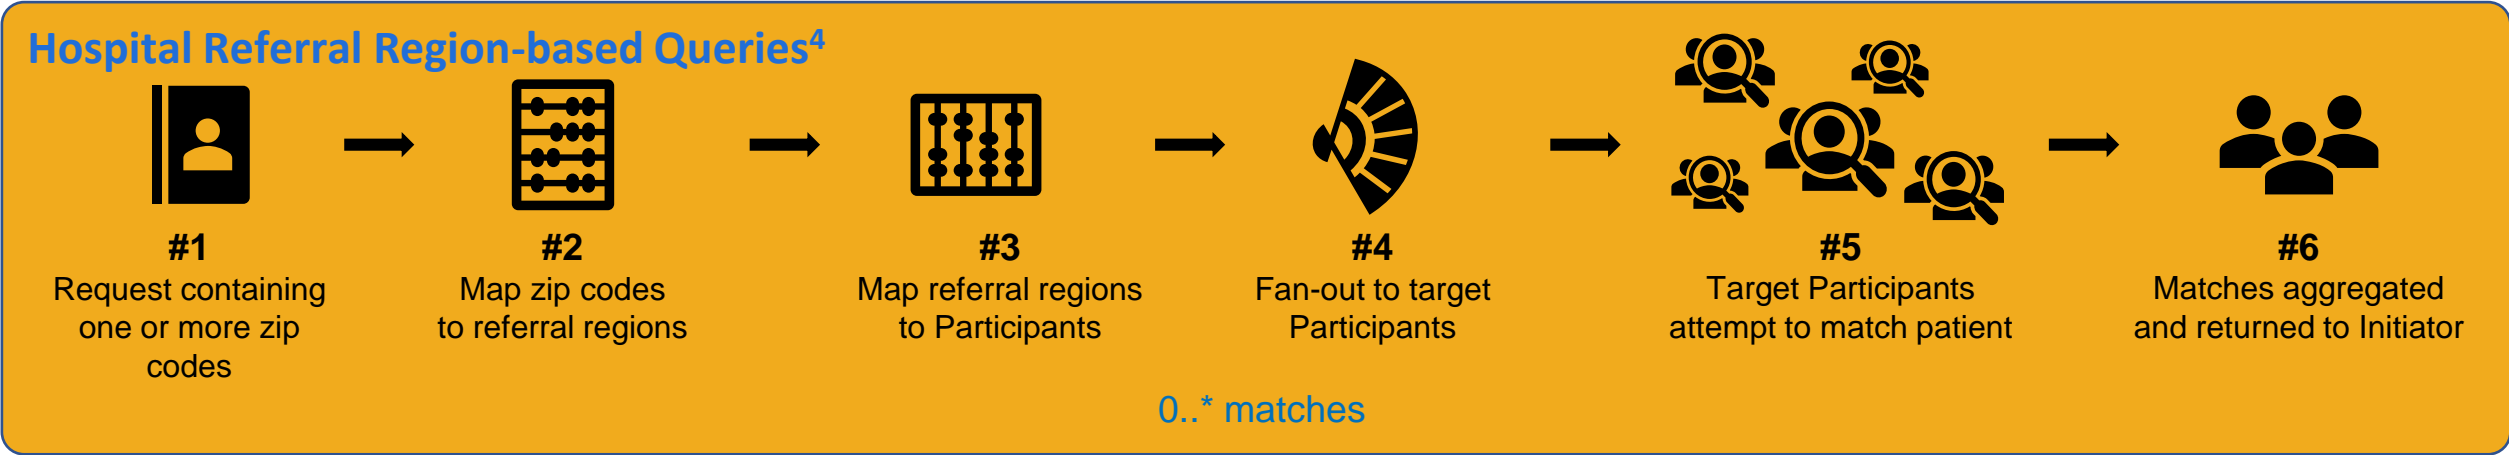 Hospital Referral Region-based Queries4
#1
Request containing
one or more zip
codes
#2
Map zip codes
to referral regions
#3
Map referral regions
to Participants
#4
Fan-out to target
Participants
#5
Target Participants
attempt to match patient
#6
Matches aggregated
and returned to Initiator
0..* matches